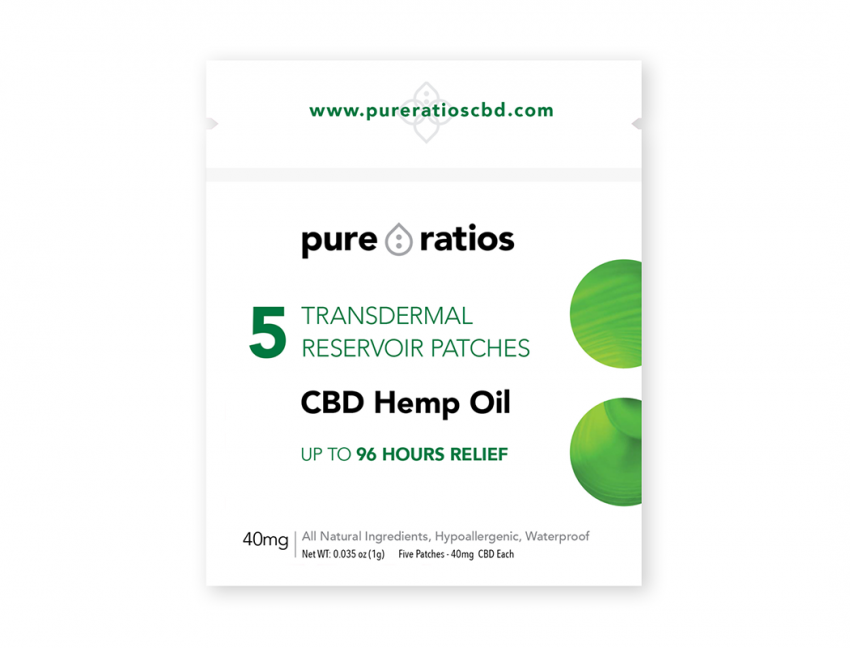 www.pureratioscbd.com
pure ratios
5 TRANSDERMAL
RESERVOIR PATCHES
CBD Hemp Oil
UP TO 96 HOURS RELIEF
40mg All Natural Ingredients, Hypoallergenic, Waterproof
Net WT: 0.035 oz (1g) Five Patches - 40mg CBD Each